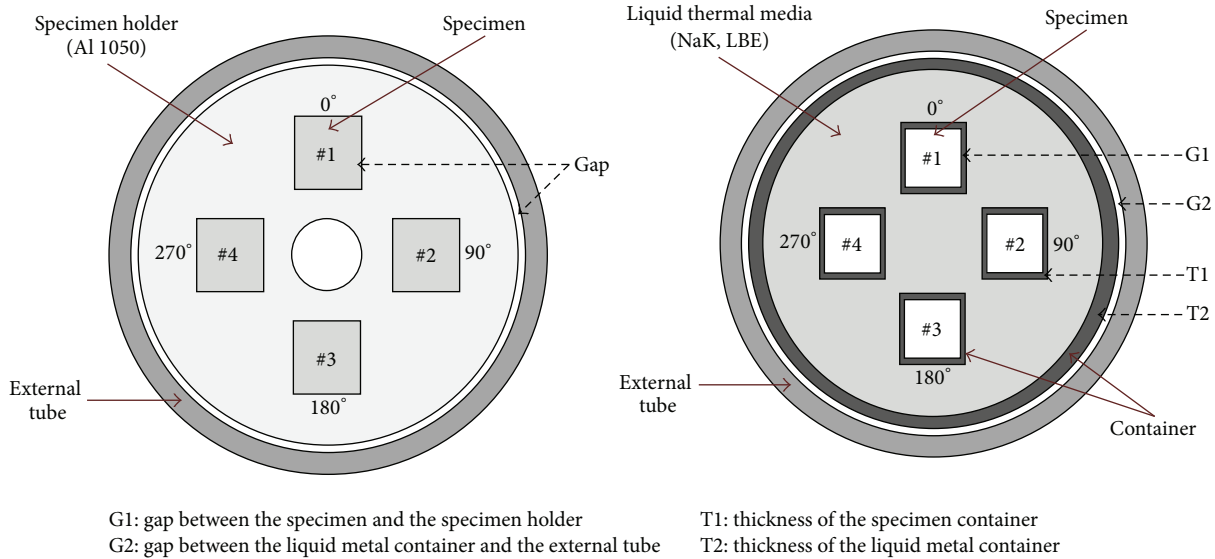 Specimen holder
(Al 1050)
Specimen
0°
#1
Gap
270°
#4
#2
90°
#3
180°
External
tube
Liquid thermal media
(NaK, LBE)
Specimen
0°
#1
G1
G2
270°
#4
#2
90°
T1
T2
#3
180°
External
tube
Container
G1: gap between the specimen and the specimen holder
G2: gap between the liquid metal container and the external tube
T1: thickness of the specimen container
T2: thickness of the liquid metal container